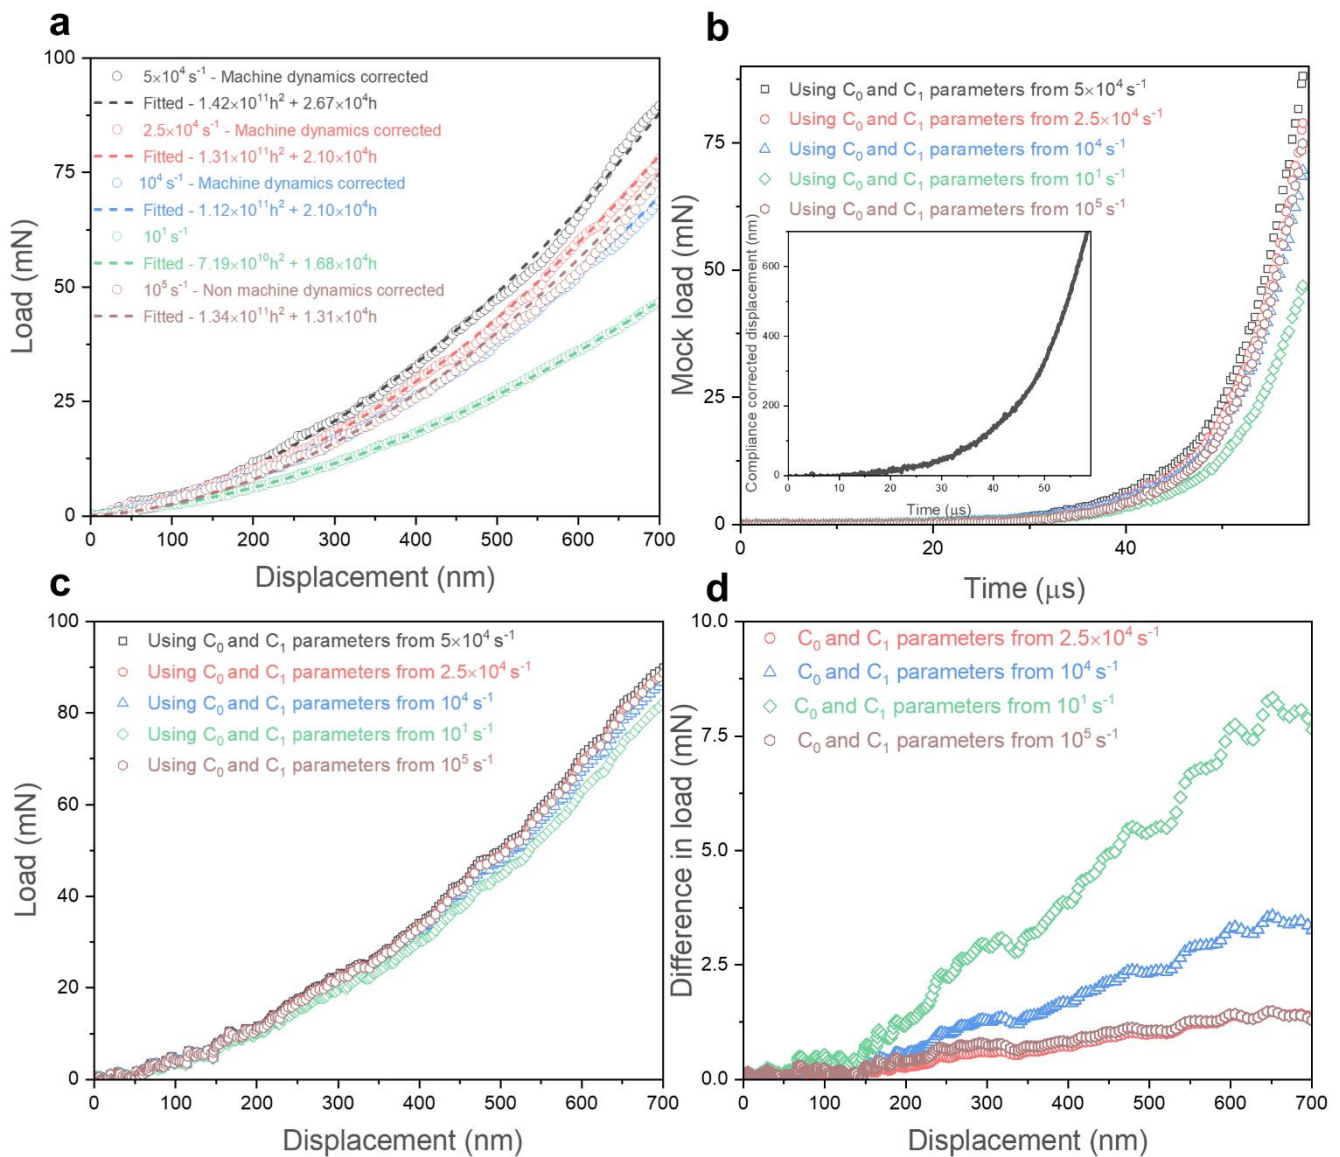 a
100
75
50
25
0
Load (mN)
5×10⁴ s⁻¹ - Machine dynamics corrected
Fitted - 1.42×10¹¹h² + 2.67×10⁴h
2.5×10⁴ s⁻¹ - Machine dynamics corrected
Fitted - 1.31×10¹¹h² + 2.10×10⁴h
10⁴ s⁻¹ - Machine dynamics corrected
Fitted - 1.12×10¹¹h² + 2.10×10⁴h
10¹ s⁻¹
Fitted - 7.19×10¹⁰h² + 1.68×10⁴h
10⁵ s⁻¹ - Non machine dynamics corrected
Fitted - 1.34×10¹¹h² + 1.31×10⁴h
0 100 200 300 400 500 600 700
Displacement (nm)
b
75
50
25
0
Mock load (mN)
Using C₀ and C₁ parameters from 5×10⁴ s⁻¹
Using C₀ and C₁ parameters from 2.5×10⁴ s⁻¹
Using C₀ and C₁ parameters from 10⁴ s⁻¹
Using C₀ and C₁ parameters from 10¹ s⁻¹
Using C₀ and C₁ parameters from 10⁵ s⁻¹
Compliance corrected displacement (nm)
600
400
200
0
0 10 20 30 40 50
Time (μs)
0 20 40
Time (μs)
c
100
80
60
40
20
0
Load (mN)
Using C₀ and C₁ parameters from 5×10⁴ s⁻¹
Using C₀ and C₁ parameters from 2.5×10⁴ s⁻¹
Using C₀ and C₁ parameters from 10⁴ s⁻¹
Using C₀ and C₁ parameters from 10¹ s⁻¹
Using C₀ and C₁ parameters from 10⁵ s⁻¹
0 100 200 300 400 500 600 700
Displacement (nm)
d
10.0
7.5
5.0
2.5
0.0
Difference in load (mN)
C₀ and C₁ parameters from 2.5×10⁴ s⁻¹
C₀ and C₁ parameters from 10⁴ s⁻¹
C₀ and C₁ parameters from 10¹ s⁻¹
C₀ and C₁ parameters from 10⁵ s⁻¹
0 100 200 300 400 500 600 700
Displacement (nm)